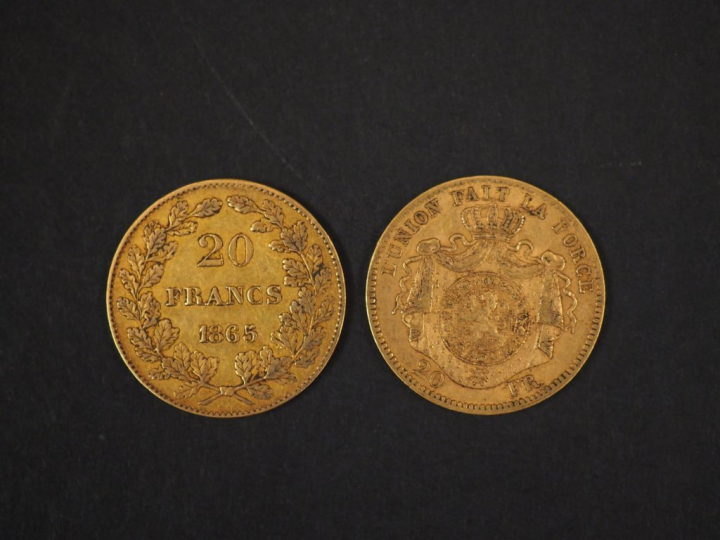 20
FRANCS
1865
L'UNION FAIT LA FORCE
20 FR.